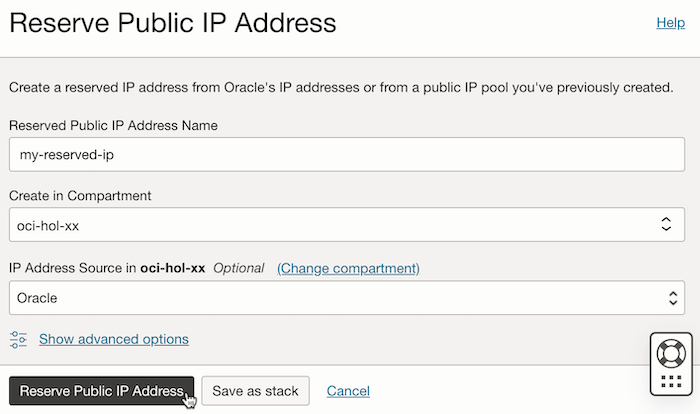 Reserve Public IP Address
Help
Create a reserved IP address from Oracle's IP addresses or from a public IP pool you've previously created.
Reserved Public IP Address Name
my-reserved-ip
Create in Compartment
oci-hol-xx
IP Address Source in oci-hol-xx Optional (Change compartment)
Oracle
Show advanced options
Reserve Public IP Address Save as stack Cancel